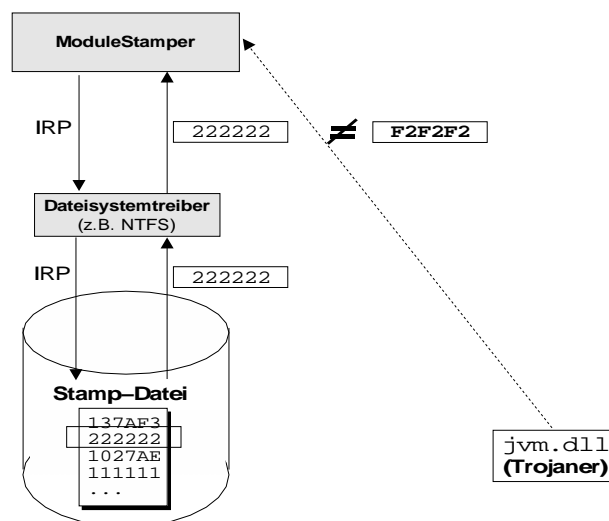 ModuleStamper
IRP
222222
≠
F2F2F2
Dateisystemtreiber
(z.B. NTFS)
IRP
222222
Stamp–Datei
137AF3
222222
1027AE
111111
...
jvm.dll
(Trojaner)